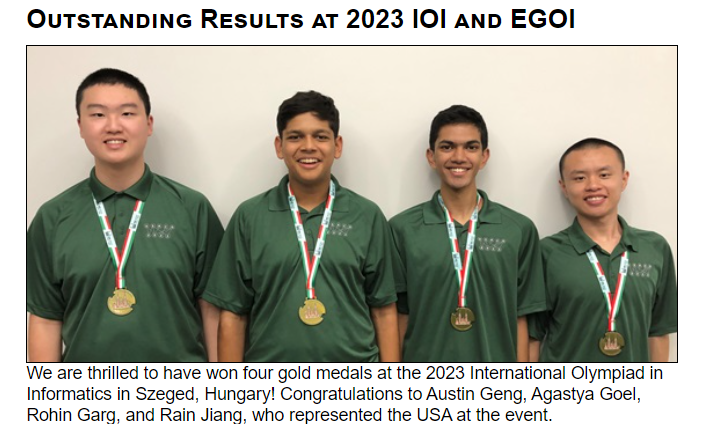 Outstanding Results at 2023 IOI and EGOI
We are thrilled to have won four gold medals at the 2023 International Olympiad in
Informatics in Szeged, Hungary! Congratulations to Austin Geng, Agastya Goel,
Rohin Garg, and Rain Jiang, who represented the USA at the event.